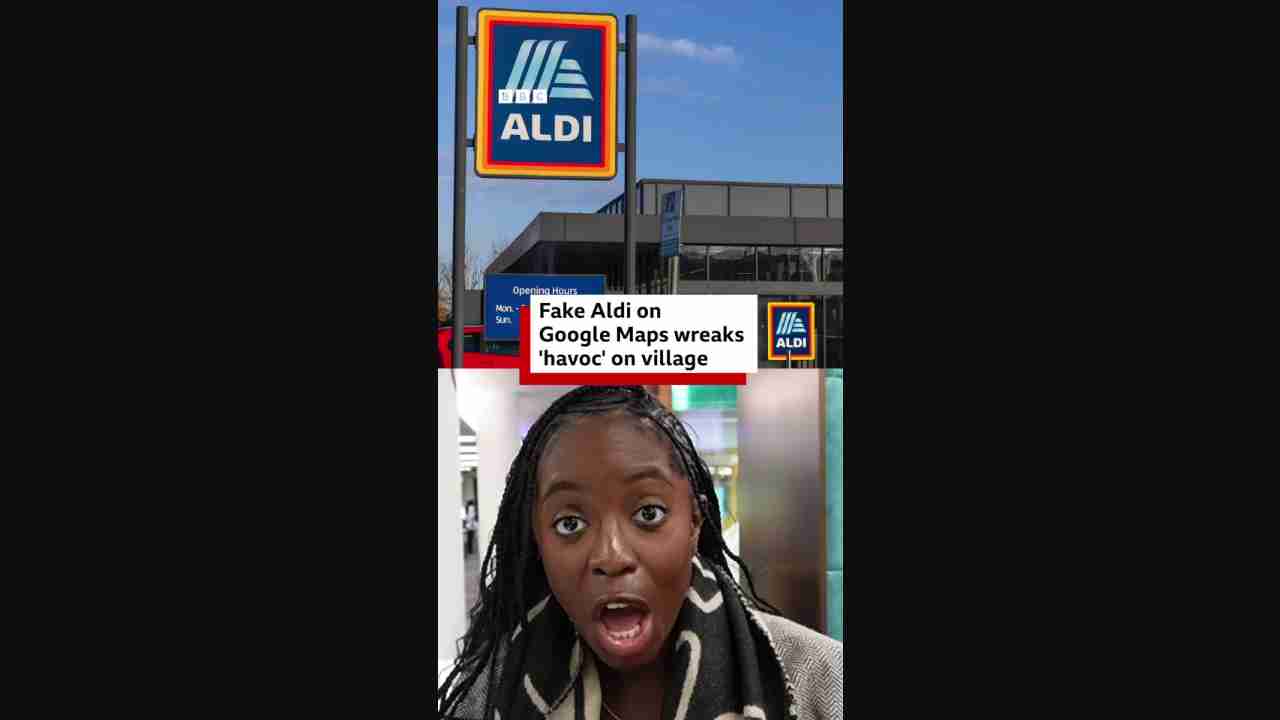 BBC
ALDI
Opening Hours
Mon. -
Sun.
Fake Aldi on
Google Maps wreaks
'havoc' on village
ALDI